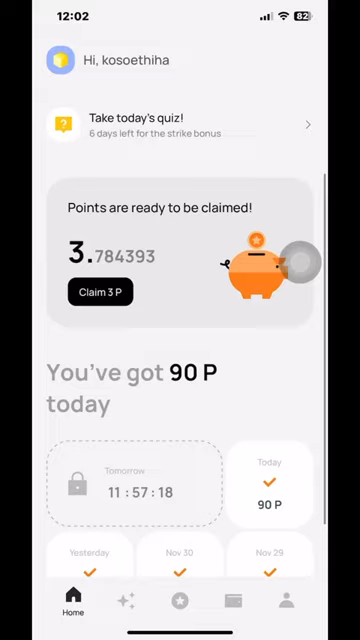 12:02
82
Hi, kosoethiha
Take today's quiz!
6 days left for the strike bonus
Points are ready to be claimed!
3.784393
Claim 3 P
You've got 90 P
today
Tomorrow
11 : 57 : 18
Today
90 P
Yesterday
Nov 30
Nov 29
Home